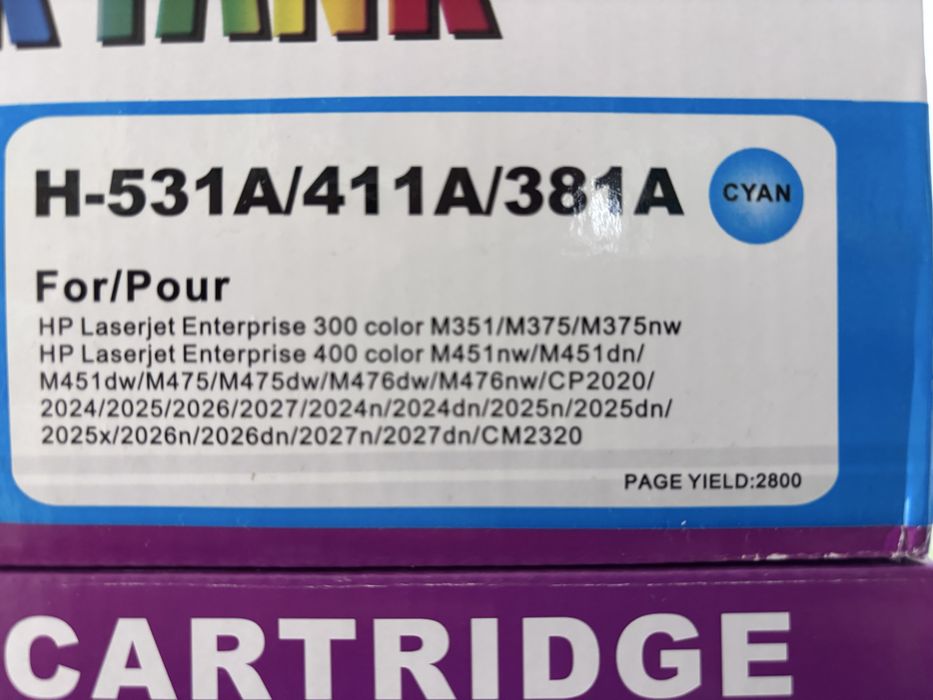 TANK
H-531A/411A/381A
CYAN
For/Pour
HP Laserjet Enterprise 300 color M351/M375/M375nw
HP Laserjet Enterprise 400 color M451nw/M451dn/
M451dw/M475/M475dw/M476dw/M476nw/CP2020/
2024/2025/2026/2027/2024n/2024dn/2025n/2025dn/
2025x/2026n/2026dn/2027n/2027dn/CM2320
PAGE YIELD:2800
CARTRIDGE